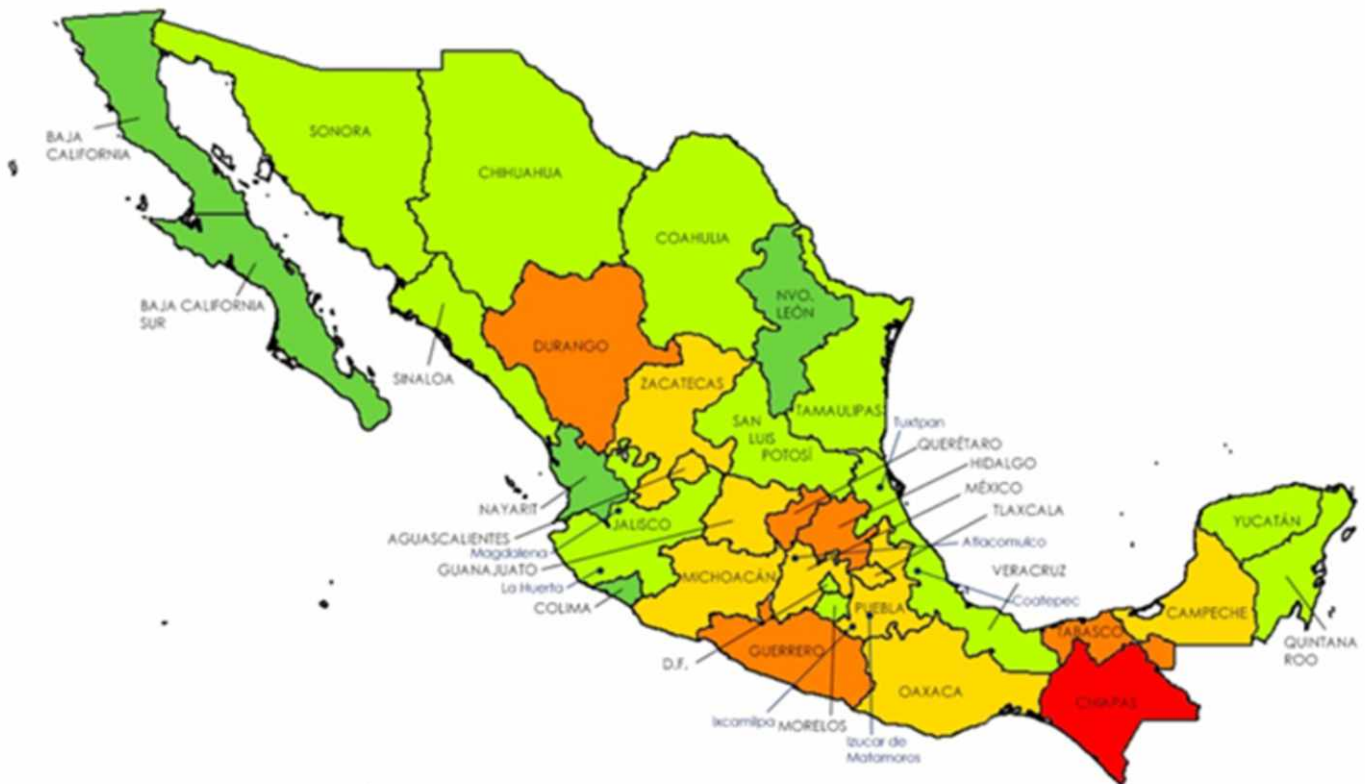 BAJA
CALIFORNIA
SONORA
CHIHUAHUA
COAHULIA
BAJA CALIFORNIA
SUR
NVO.
LEÓN
DURANGO
SINALOA
ZACATECAS
SAN
LUIS
POTOSÍ
TAMAULIPAS
Tuxtpan
QUERÉTARO
HIDALGO
MÉXICO
TLAXCALA
NAYARIT
JALISCO
AGUASCALIENTES
Magdalena
GUANAJUATO
La Huerta
COLIMA
MICHOACÁN
Atlacomulco
VERACRUZ
Coatepec
YUCATÁN
CAMPECHE
QUINTANA
ROO
PUEBLA
TABASCO
GUERRERO
D.F.
OAXACA
CHIAPAS
Ixcamilpa
MORELOS
Izucar de
Matamoros